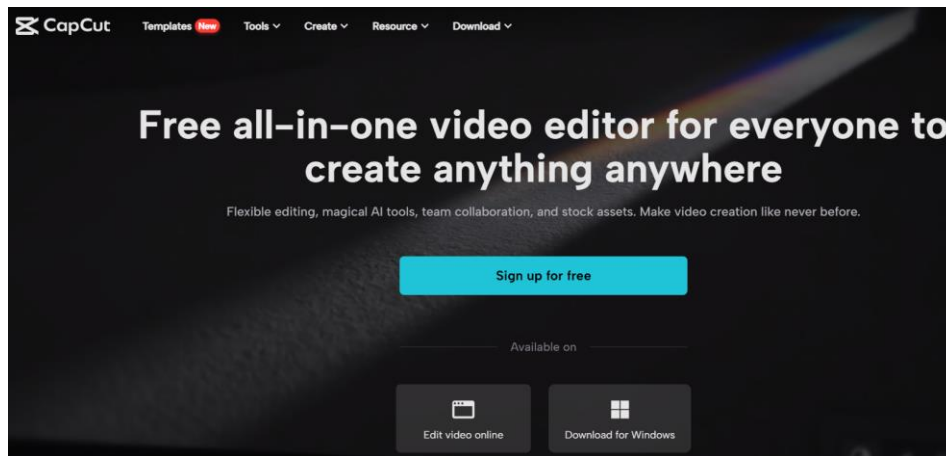 CapCut Templates New Tools Create Resource Download
Free all-in-one video editor for everyone to
create anything anywhere
Flexible editing, magical AI tools, team collaboration, and stock assets. Make video creation like never before.
Sign up for free
Available on
Edit video online Download for Windows